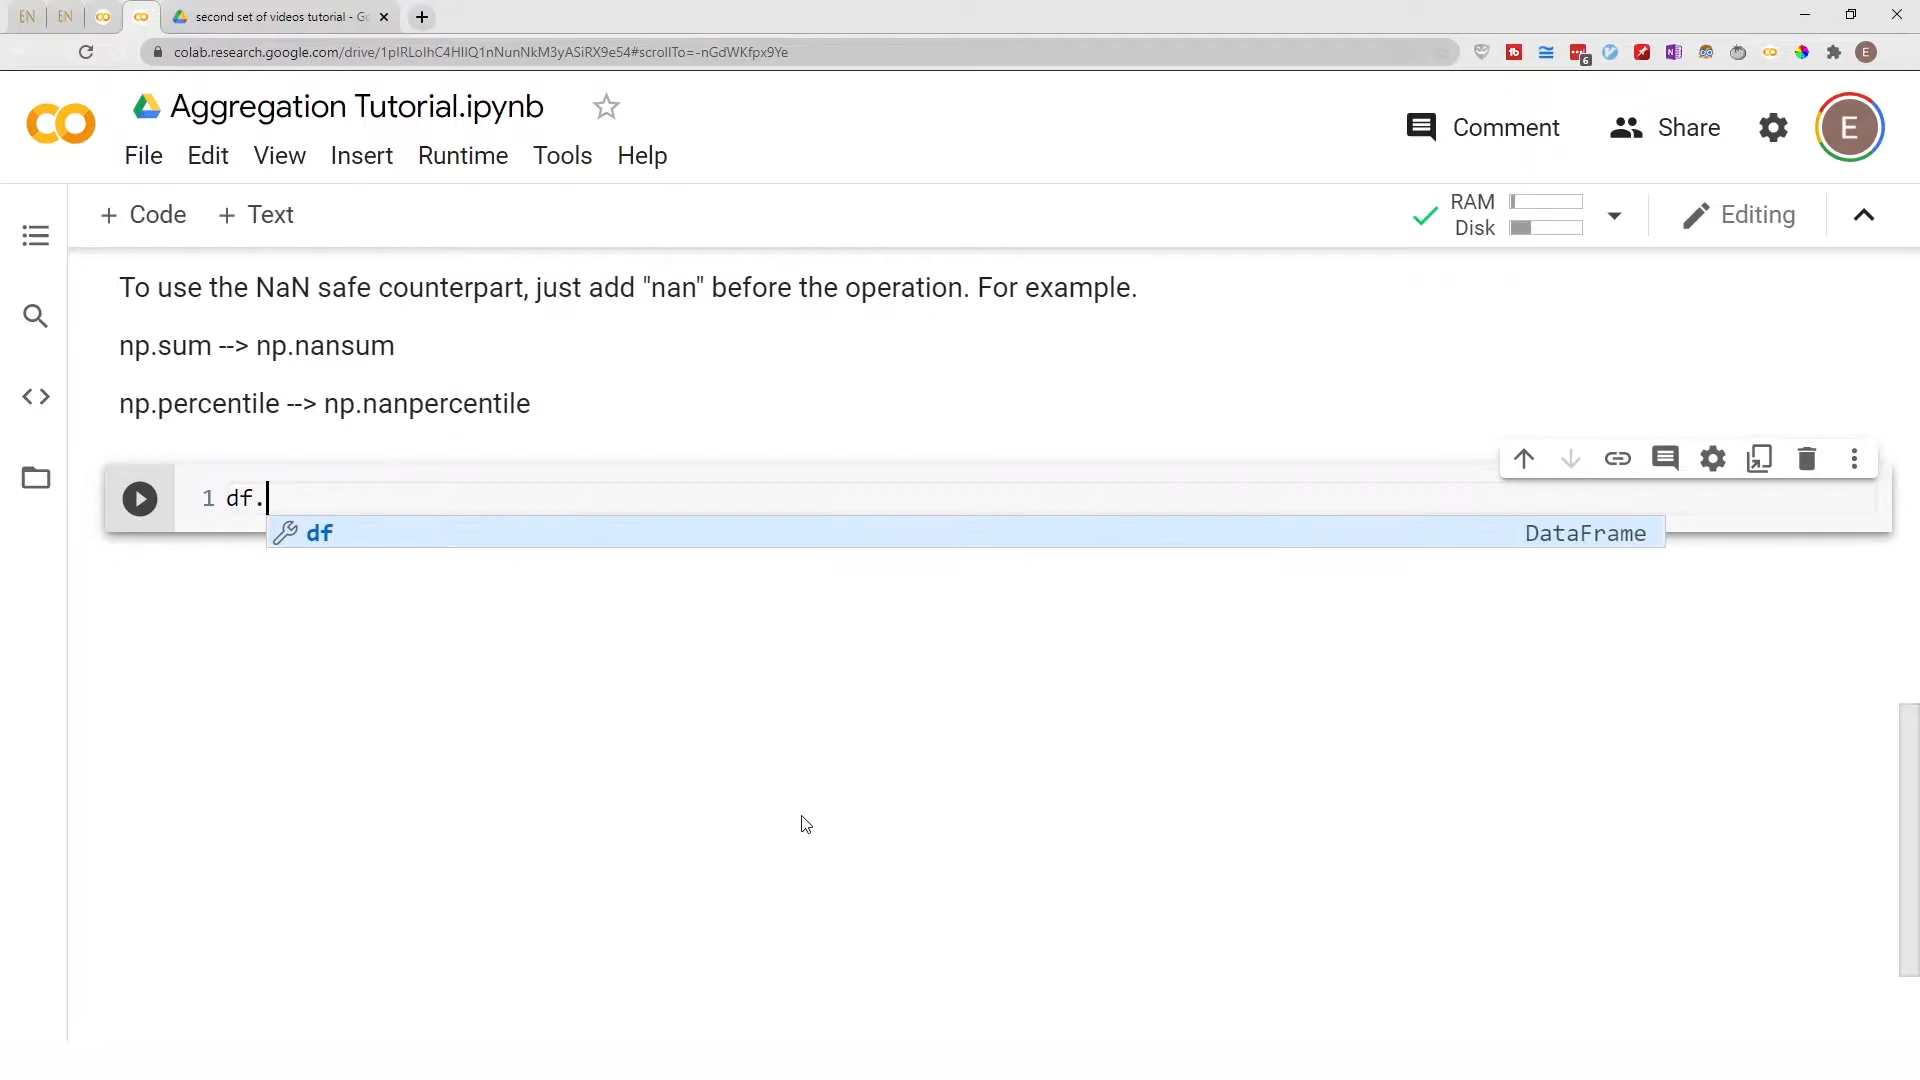 EN
EN
second set of videos tutorial - Go
colab.research.google.com/drive/1pIRLoIhC4HIIQ1nNunNkM3yASiRX9e54#scrollTo=-nGdWKfpx9Ye
6
E
Aggregation Tutorial.ipynb
Comment
Share
E
File Edit View Insert Runtime Tools Help
+ Code + Text
RAM
Disk
Editing
To use the NaN safe counterpart, just add "nan" before the operation. For example.
np.sum --> np.nansum
np.percentile --> np.nanpercentile
1 df.
df DataFrame